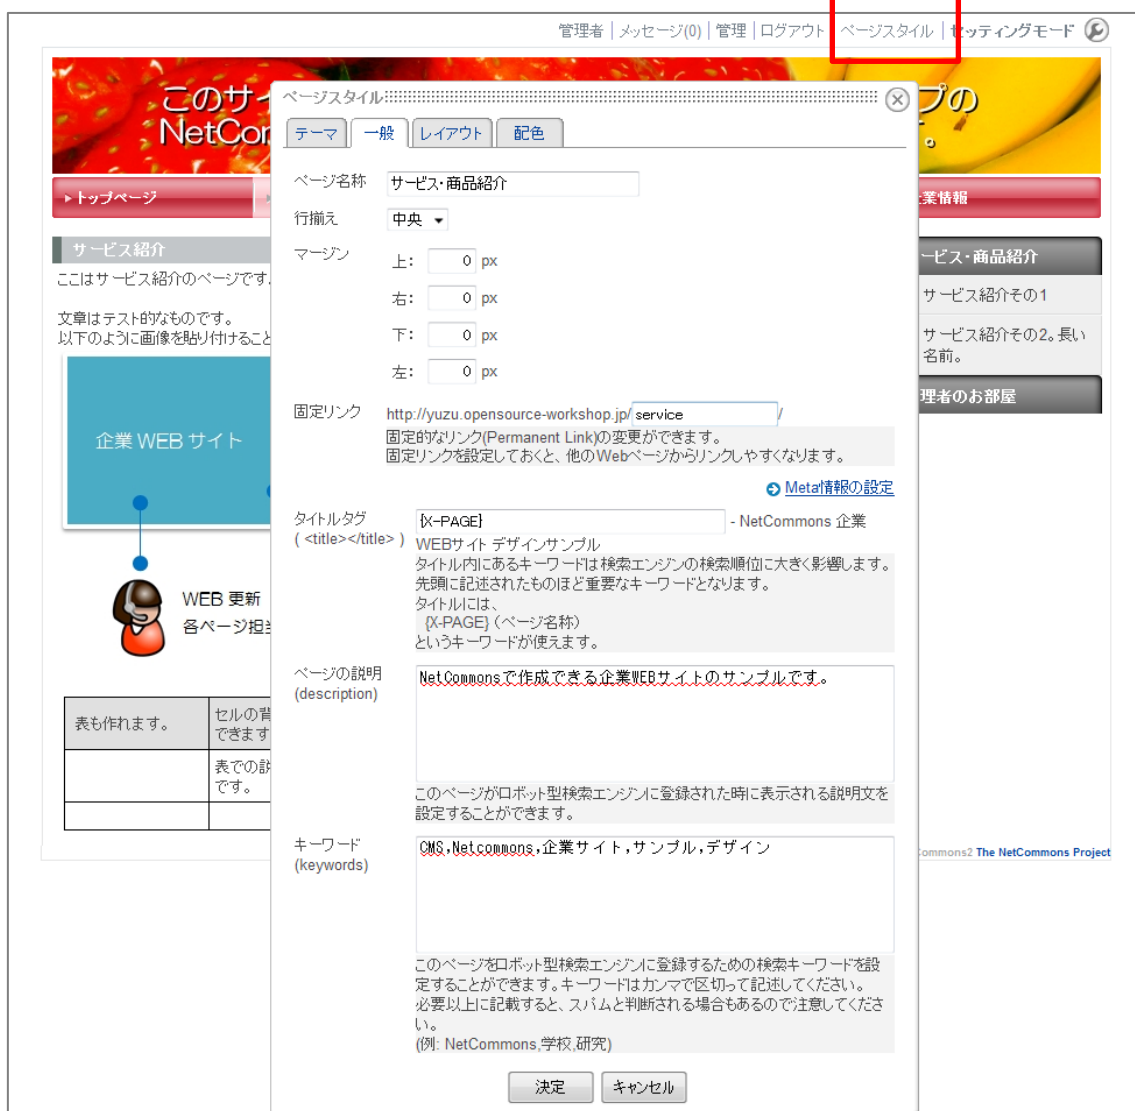 管理者 | メッセージ(0) | 管理 | ログアウト | ページスタイル | セッティングモード
このサイ
プの
NetCom
。
トップページ
業情報
サービス紹介
ここはサービス紹介のページです。
文章はテスト的なものです。
以下のように画像を貼り付けること
企業 WEB サイト
WEB 更新
各ページ担当
表も作れます。
セルの背
できます
表での説
です。
ページスタイル
テーマ 一般 レイアウト 配色
ページ名称 サービス・商品紹介
行揃え 中央
マージン 上: 0 px
右: 0 px
下: 0 px
左: 0 px
固定リンク http://yuzu.opensource-workshop.jp/ service /
固定的なリンク(Permanent Link)の変更ができます。
固定リンクを設定しておくと、他のWebページからリンクしやすくなります。
Meta情報の設定
タイトルタグ {X-PAGE} - NetCommons 企業
( <title></title> ) WEBサイト デザインサンプル
タイトル内にあるキーワードは検索エンジンの検索順位に大きく影響します。
先頭に記述されたものほど重要なキーワードとなります。
タイトルには、
{X-PAGE} (ページ名称)
というキーワードが使えます。
ページの説明 NetCommonsで作成できる企業WEBサイトのサンプルです。
(description)
このページがロボット型検索エンジンに登録された時に表示される説明文を
設定することができます。
キーワード CMS,Netcommons,企業サイト,サンプル,デザイン
(keywords)
このページをロボット型検索エンジンに登録するための検索キーワードを設
定することができます。キーワードはカンマで区切って記述してください。
必要以上に記載すると、スパムと判断される場合もあるので注意してくださ
い。
(例: NetCommons,学校,研究)
決定 キャンセル
ービス・商品紹介
サービス紹介その1
サービス紹介その2。長い
名前。
理者のお部屋
Commons2 The NetCommons Project